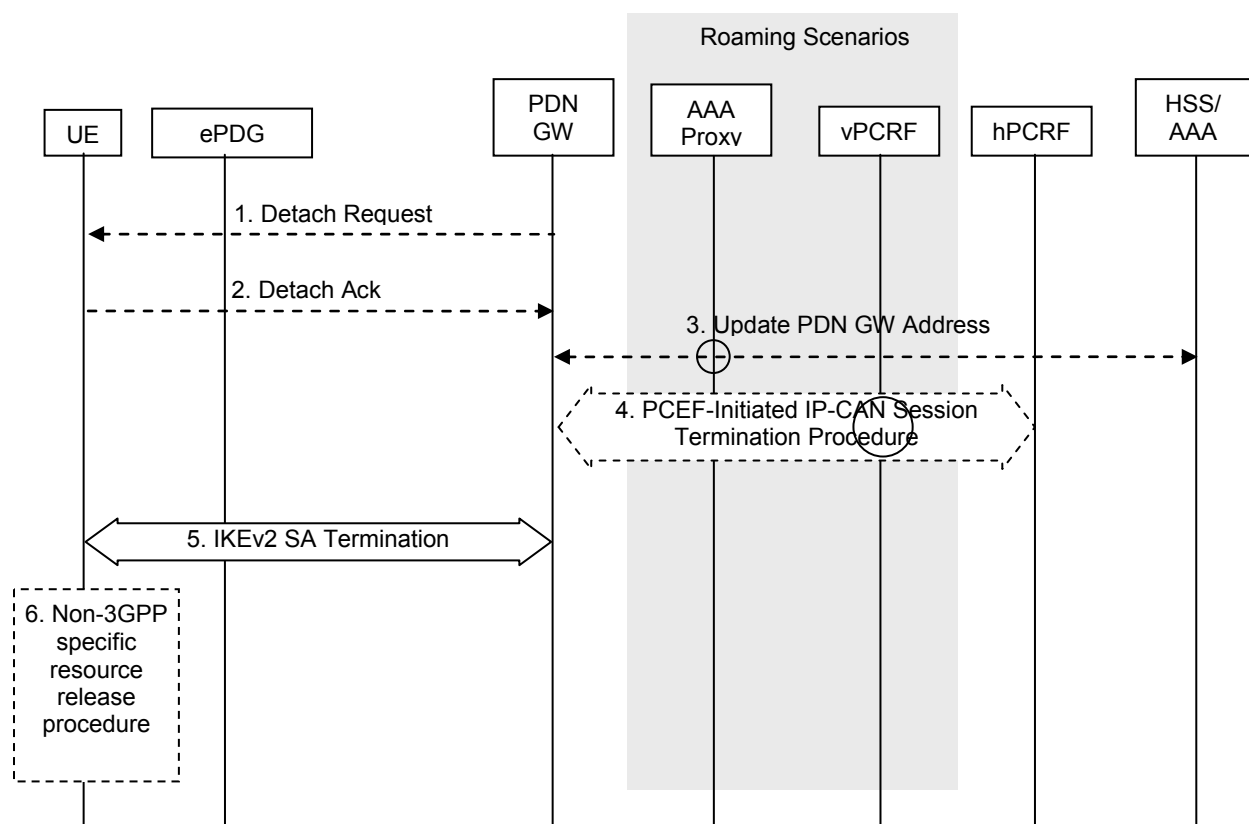 Roaming Scenarios
UE
ePDG
PDN
GW
AAA
Proxy
vPCRF
hPCRF
HSS/
AAA
1. Detach Request
2. Detach Ack
3. Update PDN GW Address
4. PCEF-Initiated IP-CAN Session
Termination Procedure
5. IKEv2 SA Termination
6. Non-3GPP
specific
resource
release
procedure